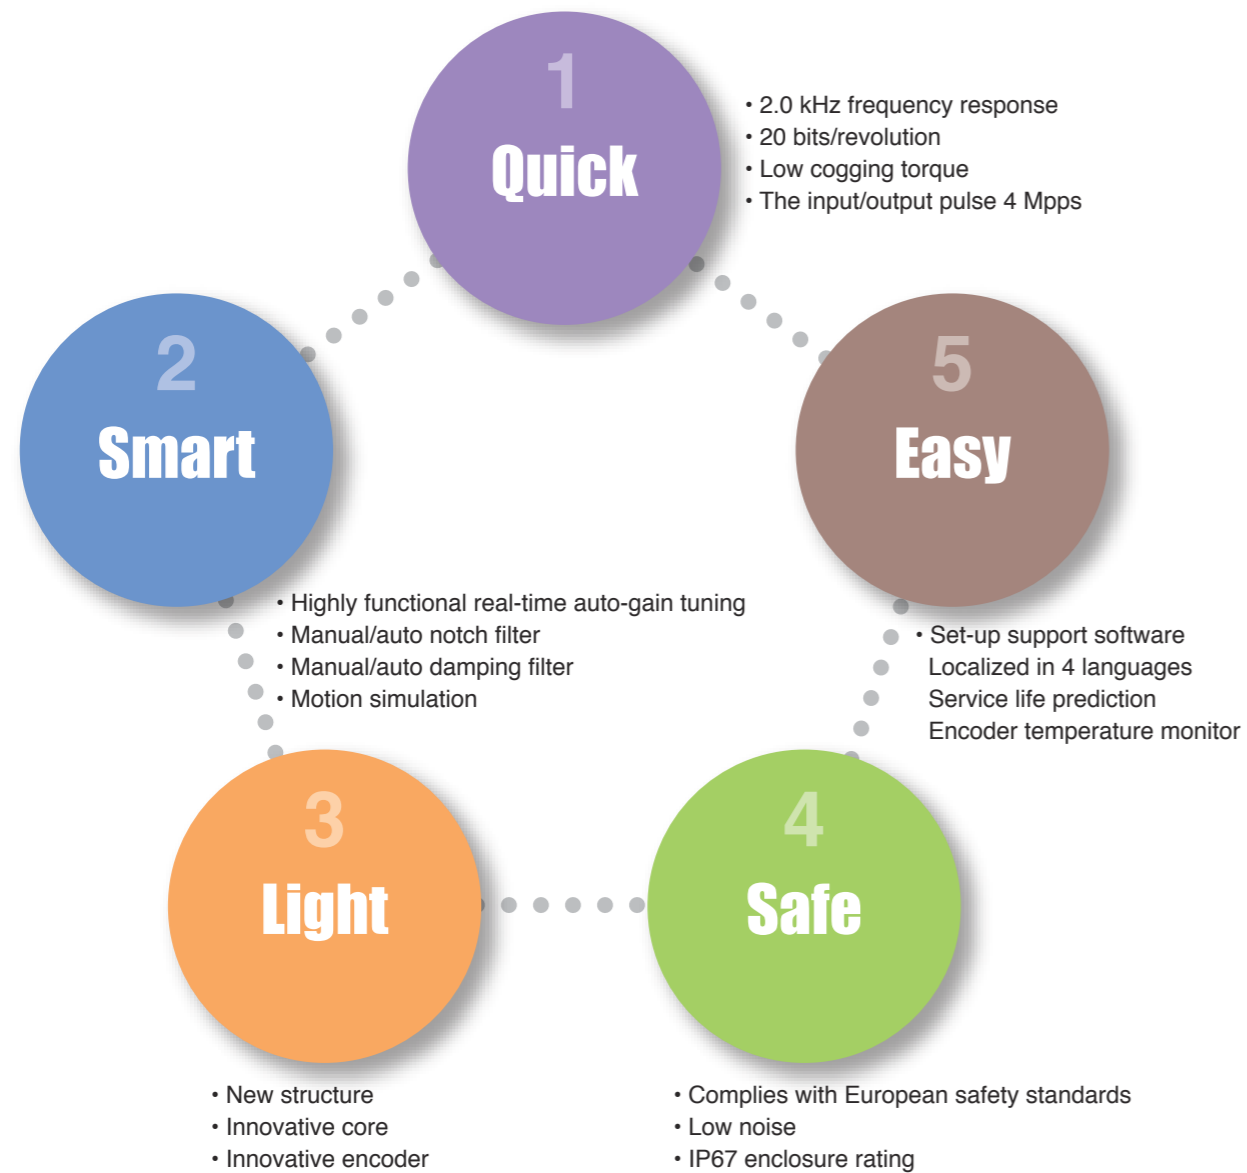 1
Quick
• 2.0 kHz frequency response
• 20 bits/revolution
• Low cogging torque
• The input/output pulse 4 Mpps
2
Smart
• Highly functional real-time auto-gain tuning
• Manual/auto notch filter
• Manual/auto damping filter
• Motion simulation
3
Light
• New structure
• Innovative core
• Innovative encoder
4
Safe
• Complies with European safety standards
• Low noise
• IP67 enclosure rating
5
Easy
• Set-up support software
Localized in 4 languages
Service life prediction
Encoder temperature monitor